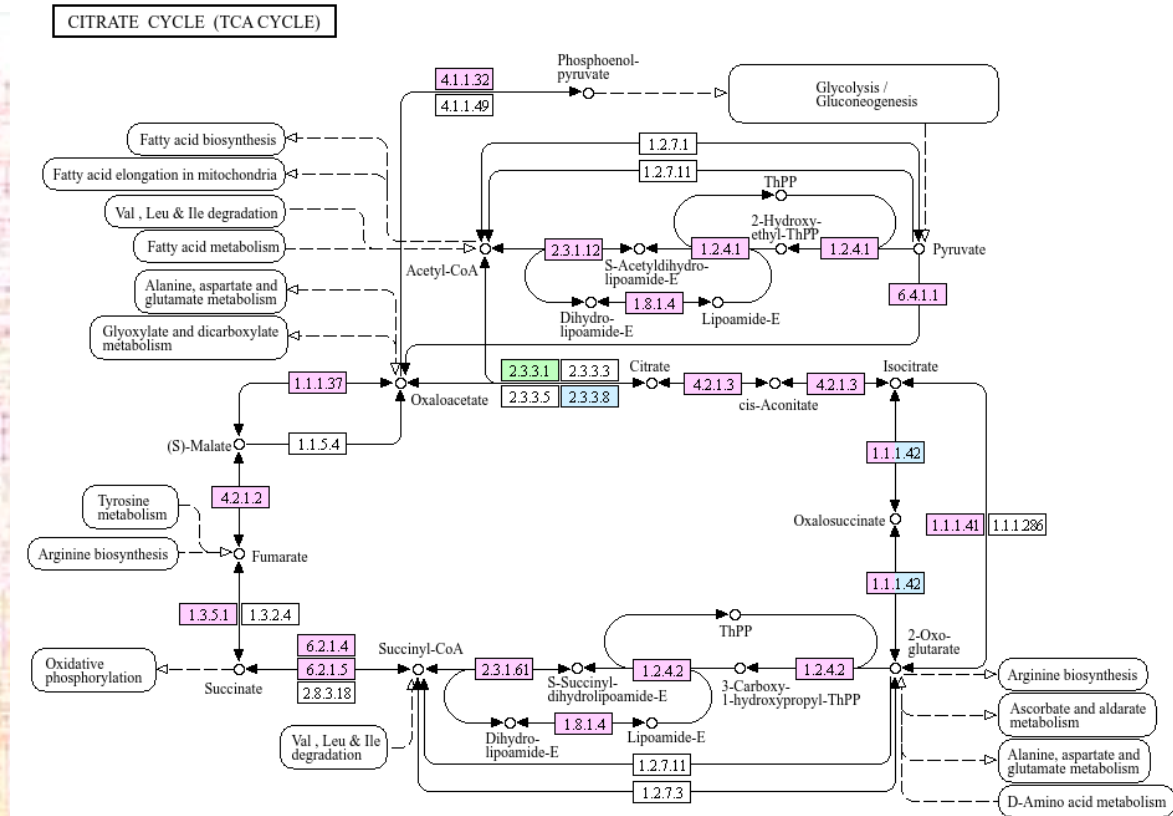 CITRATE CYCLE (TCA CYCLE)
Phosphoenol-
pyruvate
4.1.1.32
4.1.1.49
Glycolysis /
Gluconeogenesis
Fatty acid biosynthesis
Fatty acid elongation in mitochondria
Val , Leu & Ile degradation
Fatty acid metabolism
Alanine, aspartate and
glutamate metabolism
Glyoxylate and dicarboxylate
metabolism
1.2.7.1
1.2.7.11
ThPP
2-Hydroxy-
ethyl-ThPP
2.3.1.12
1.2.4.1
1.2.4.1
Pyruvate
Acetyl-CoA
S-Acetyldihydro-
lipoamide-E
1.8.1.4
Dihydro-
lipoamide-E
Lipoamide-E
6.4.1.1
1.1.1.37
Oxaloacetate
2.3.3.1
2.3.3.3
2.3.3.5
2.3.3.8
Citrate
4.2.1.3
cis-Aconitate
4.2.1.3
Isocitrate
(S)-Malate
1.1.5.4
1.1.1.42
4.2.1.2
Tyrosine
metabolism
Arginine biosynthesis
Fumarate
Oxalosuccinate
1.1.1.41
1.1.1.286
1.1.1.42
1.3.5.1
1.3.2.4
ThPP
2-Oxo-
glutarate
Oxidative
phosphorylation
Succinate
6.2.1.4
6.2.1.5
2.8.3.18
Succinyl-CoA
2.3.1.61
S-Succinyl-
dihydrolipoamide-E
1.2.4.2
3-Carboxy-
1-hydroxypropyl-ThPP
1.2.4.2
1.8.1.4
Dihydro-
lipoamide-E
Lipoamide-E
Val , Leu & Ile
degradation
1.2.7.11
1.2.7.3
Arginine biosynthesis
Ascorbate and aldarate
metabolism
Alanine, aspartate and
glutamate metabolism
D-Amino acid metabolism